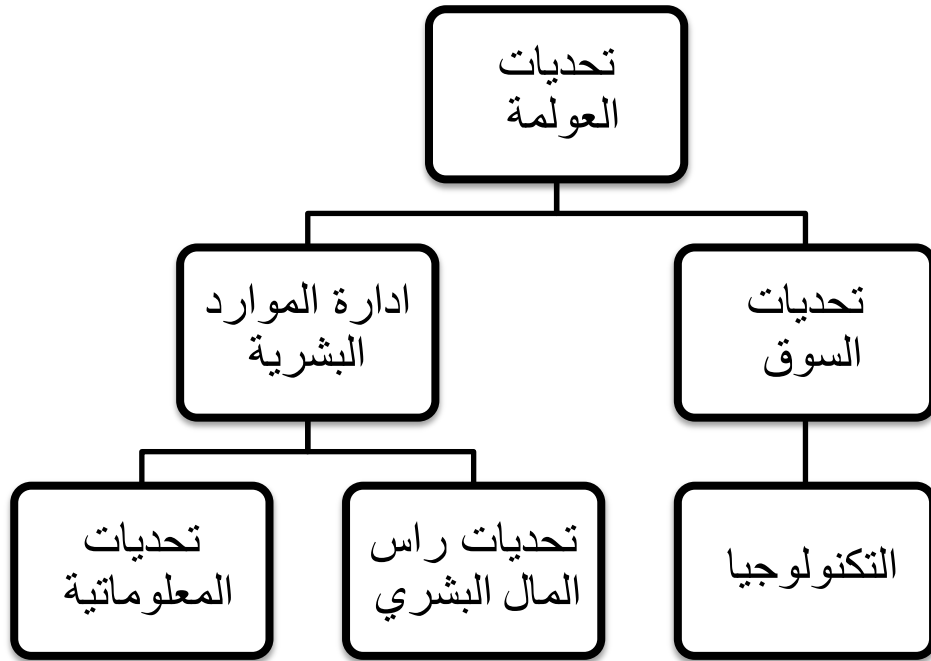 تحديات
العولمة
تحديات
السوق
ادارة الموارد
البشرية
التكنولوجيا
تحديات راس
المال البشري
تحديات
المعلوماتية